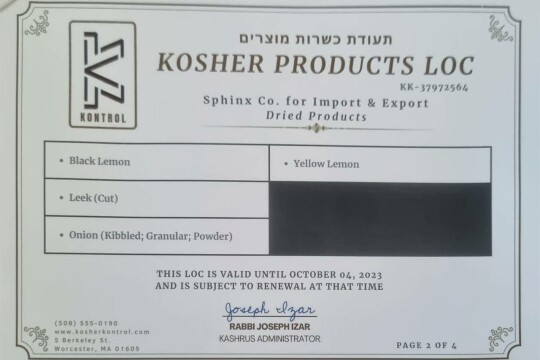 תעודת כשרות מוצרים
KOSHER PRODUCTS LOC
KK-37972564
KONTROL
Sphinx Co. for Import & Export
Dried Products
• Black Lemon
• Yellow Lemon
• Leek (Cut)
• Onion (Kibbled; Granular; Powder)
THIS LOC IS VALID UNTIL OCTOBER 04, 2023
AND IS SUBJECT TO RENEWAL AT THAT TIME
Joseph Izar
RABBI JOSEPH IZAR
KASHRUS ADMINISTRATOR
(508) 555-0190
www.kosherkontrol.com
5 Berkeley St.
Worcester, MA 01605
PAGE 2 OF 4